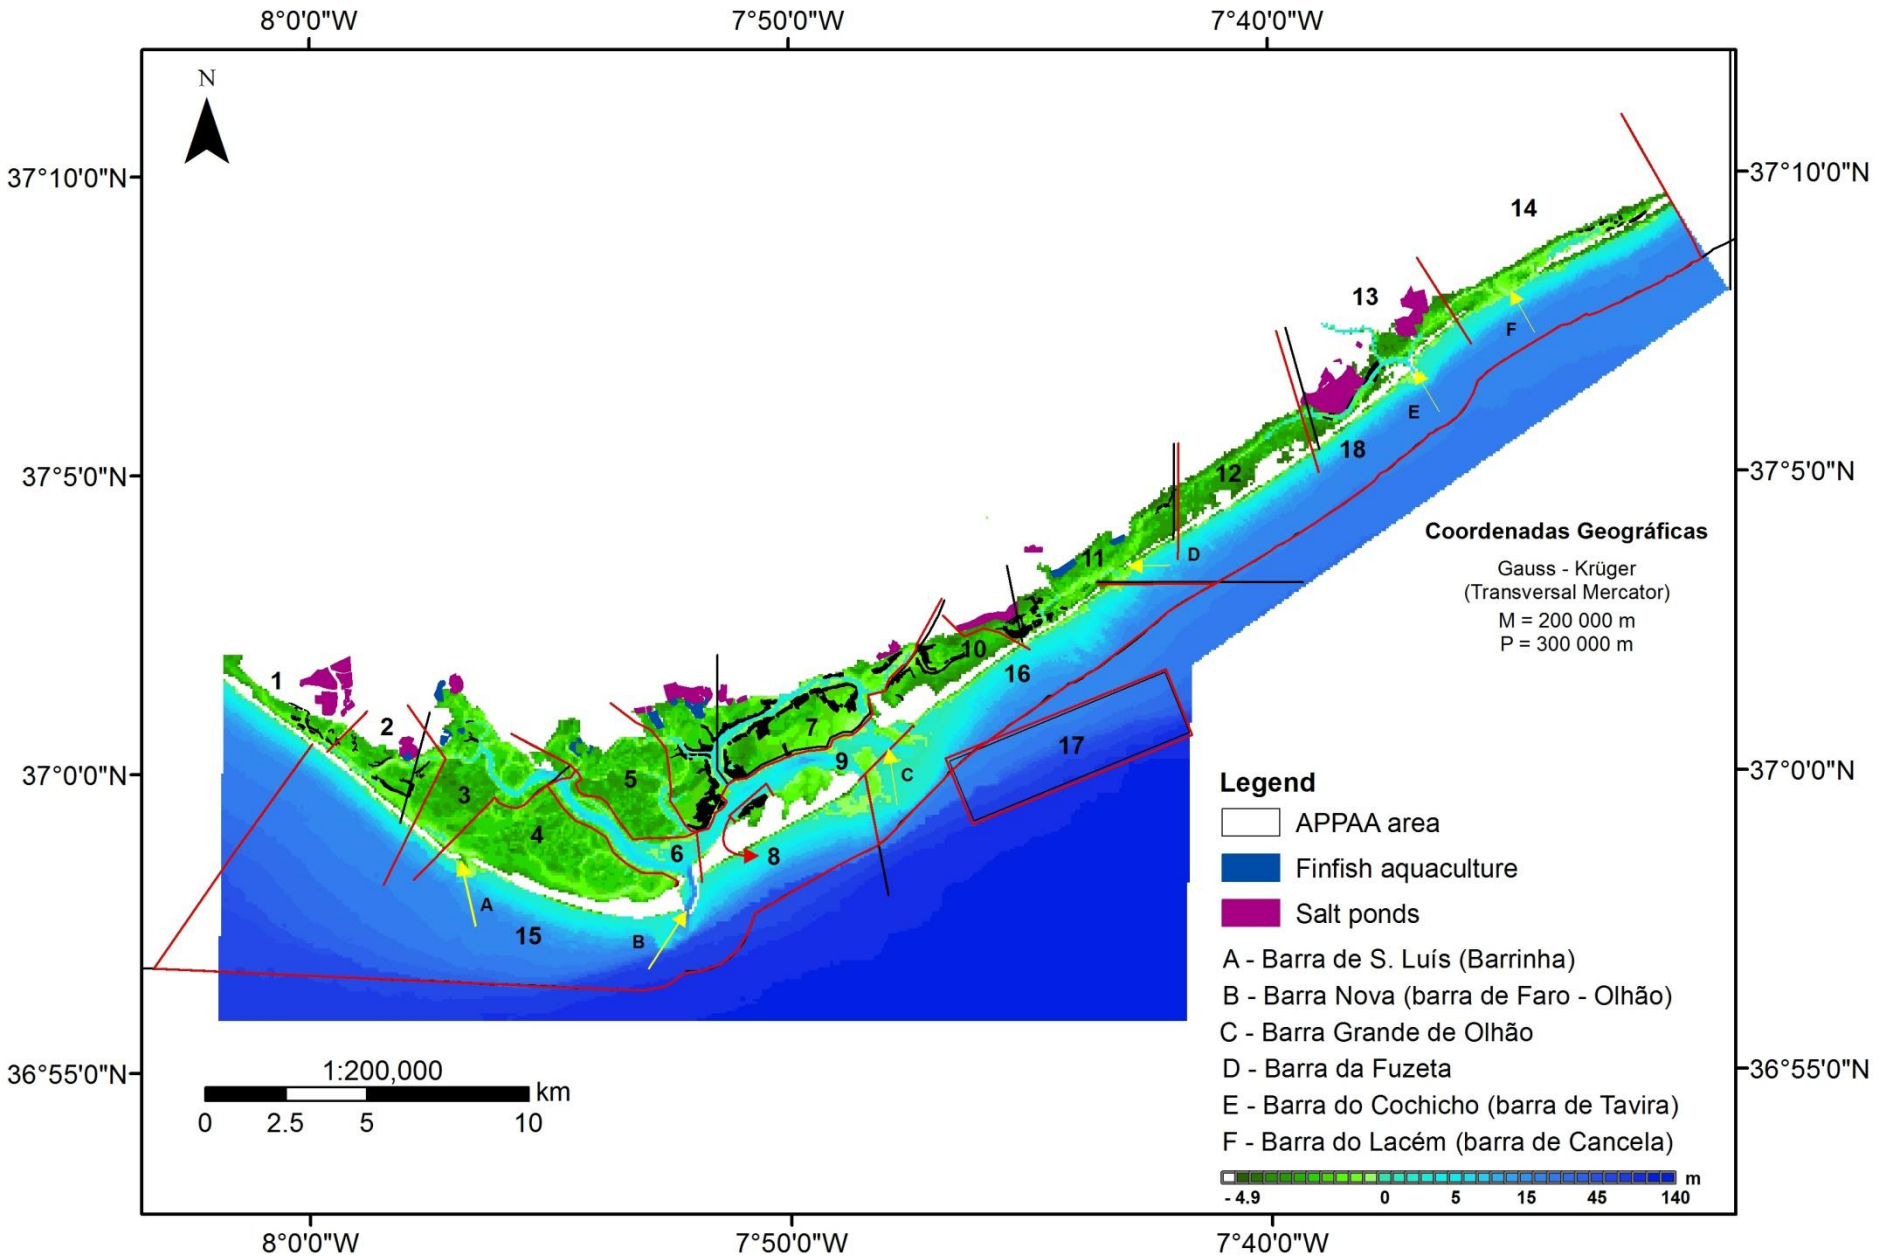 8°0'0"W 7°50'0"W 7°40'0"W
N
37°10'0"N 37°10'0"N
14
13
F
E
37°5'0"N 37°5'0"N
18
12
Coordenadas Geográficas
D
11
Gauss - Krüger
(Transversal Mercator)
M = 200 000 m
P = 300 000 m
10
16
1
2
7
17
9
37°0'0"N 37°0'0"N
5
C
3
Legend
4
APPAA area
6
8
Finfish aquaculture
A
Salt ponds
15
B
A - Barra de S. Luís (Barrinha)
B - Barra Nova (barra de Faro - Olhão)
C - Barra Grande de Olhão
D - Barra da Fuzeta
E - Barra do Cochicho (barra de Tavira)
F - Barra do Lacém (barra de Cancela)
36°55'0"N 36°55'0"N
1:200,000
km
0 2.5 5 10
m
- 4.9 0 5 15 45 140
8°0'0"W 7°50'0"W 7°40'0"W